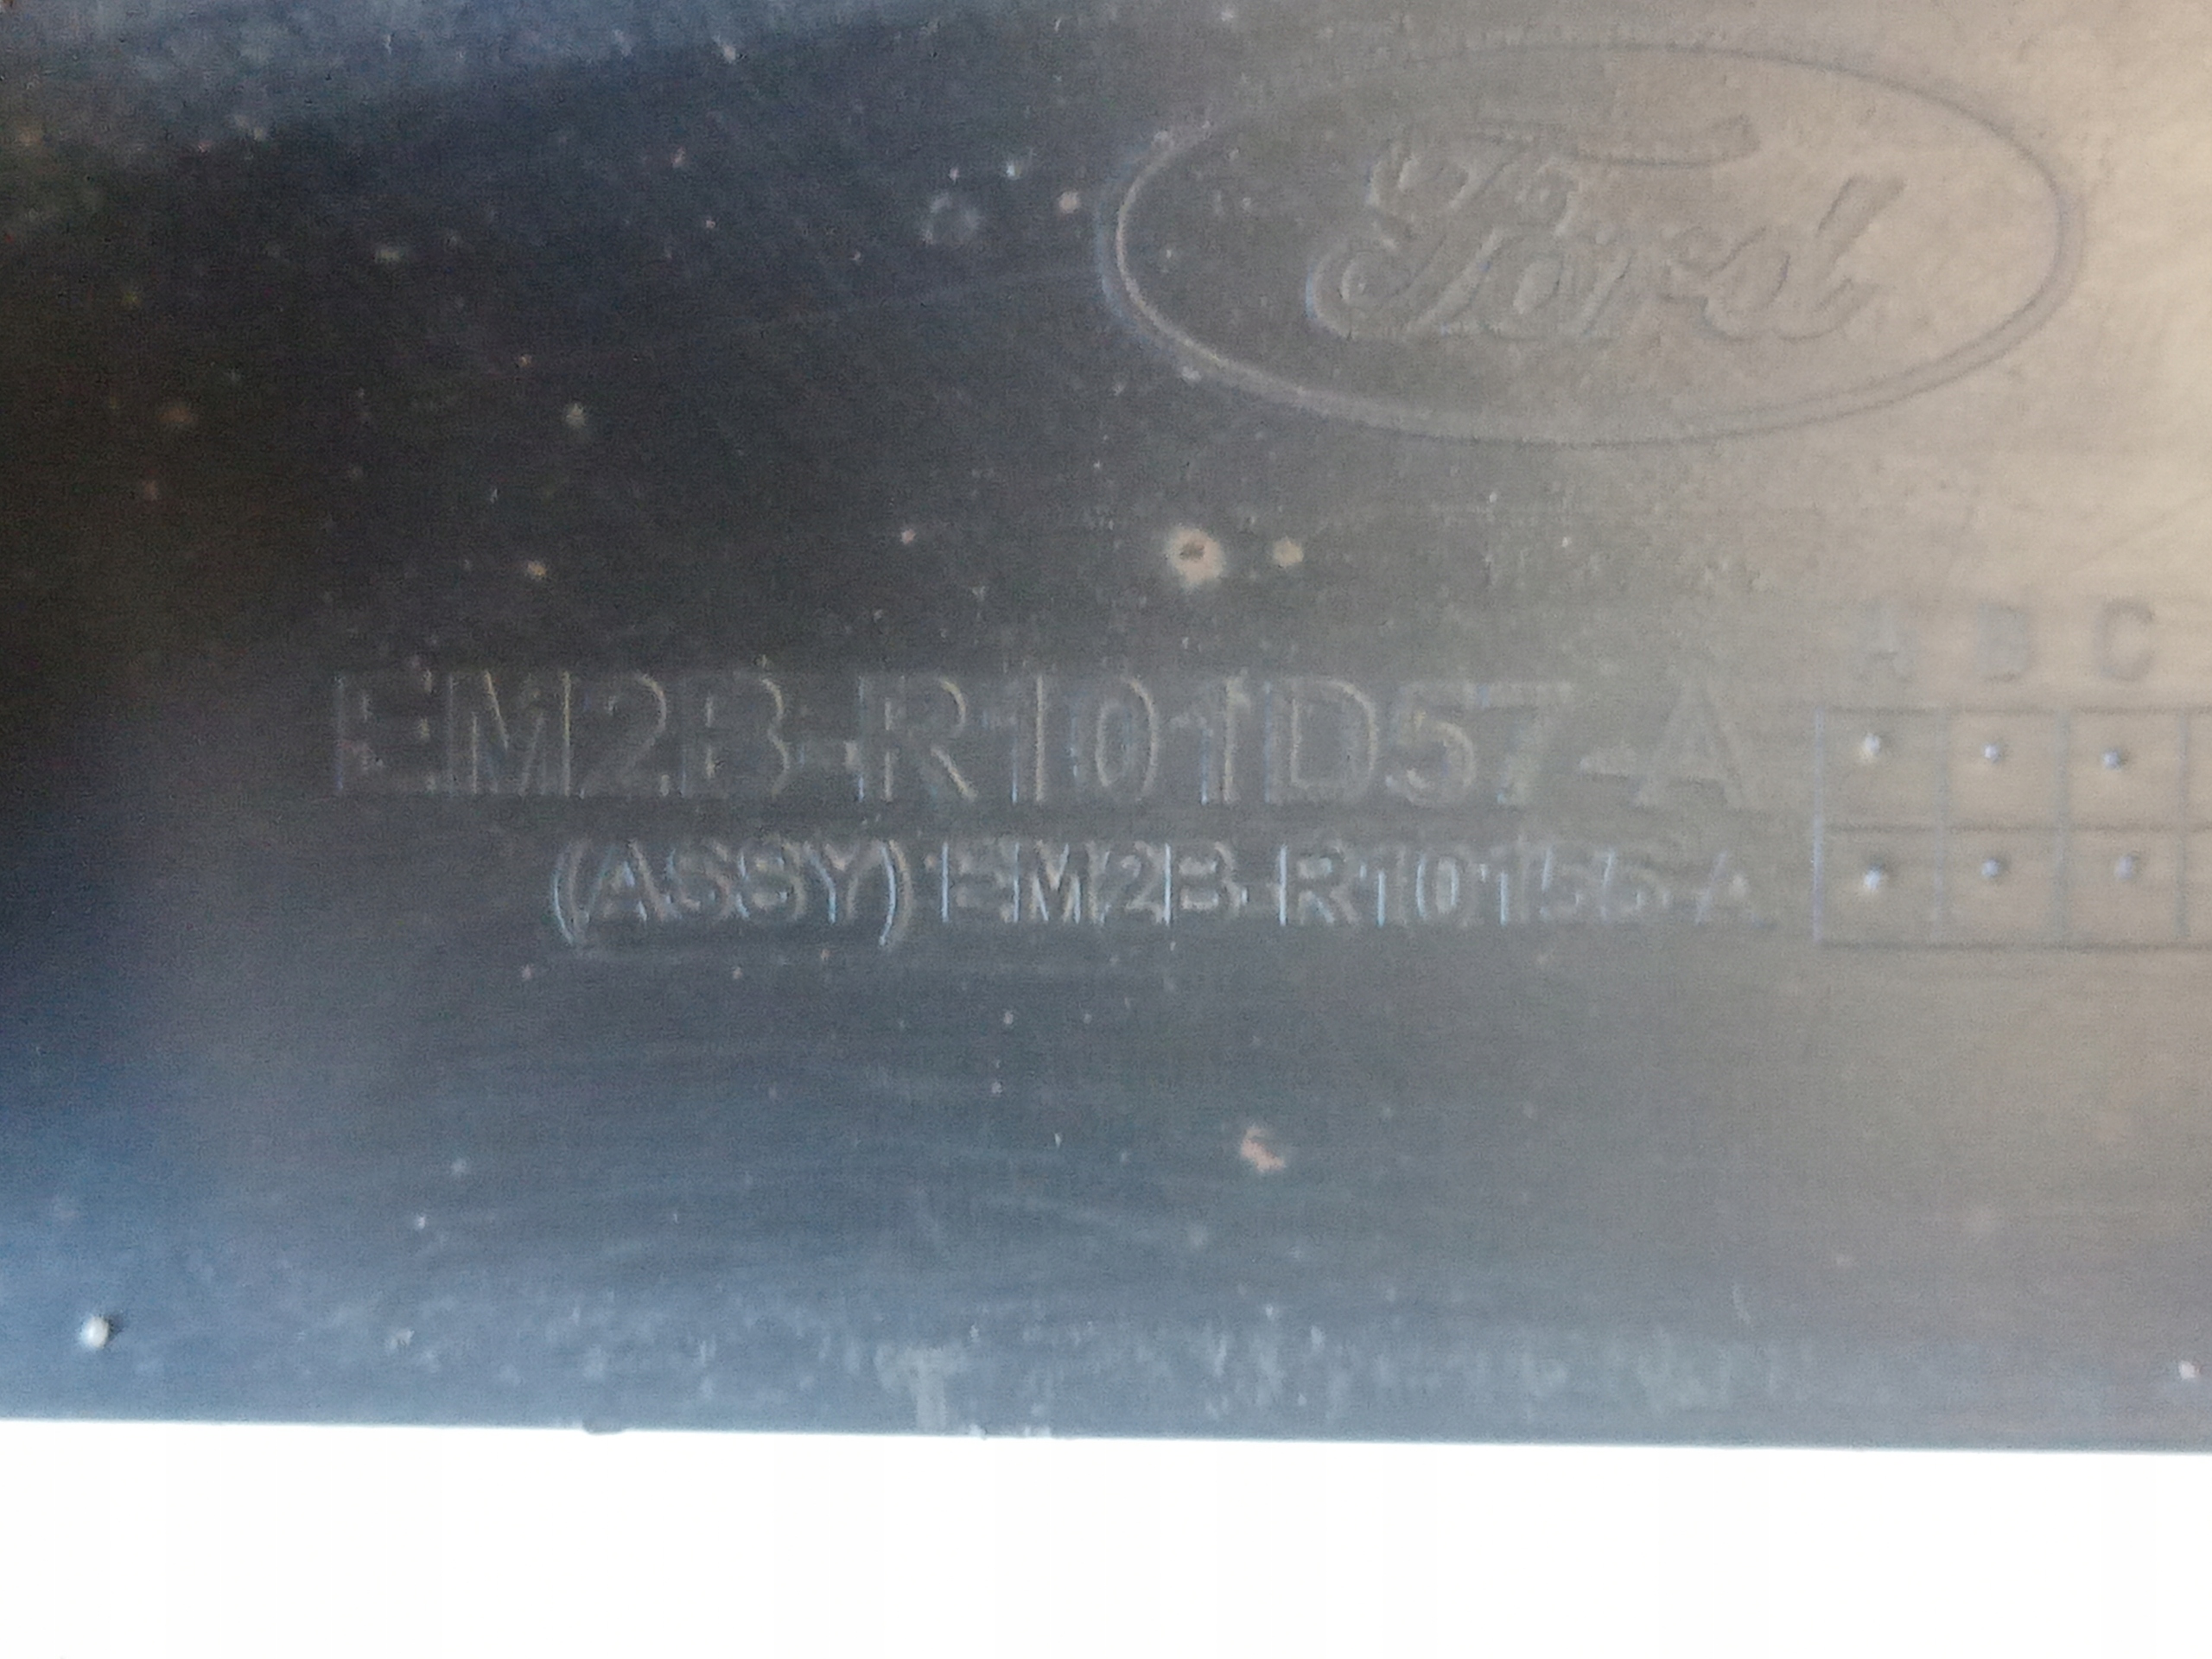 Ford
EM2B-R101D57-A
A B C
(ASSY) EM2B-R10155-A